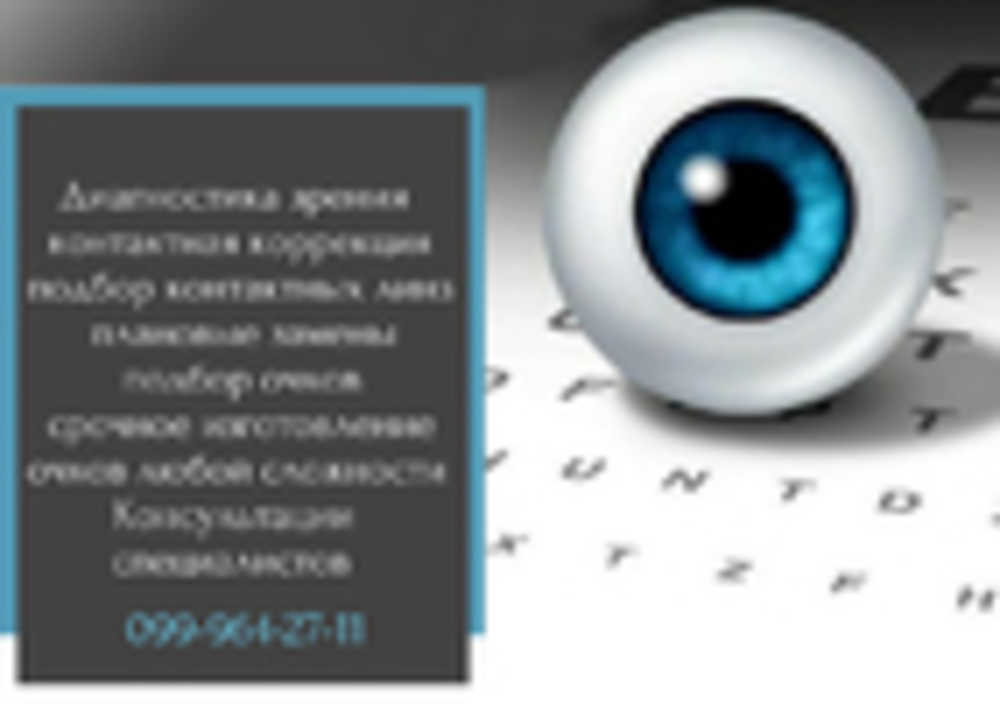 Диагностика зрения
контактная коррекция
подбор контактных линз
плановые замены
подбор очков
срочное изготовление
очков любой сложности
Консультации
специалистов
099-964-27-11
U N T D
X T Z F H